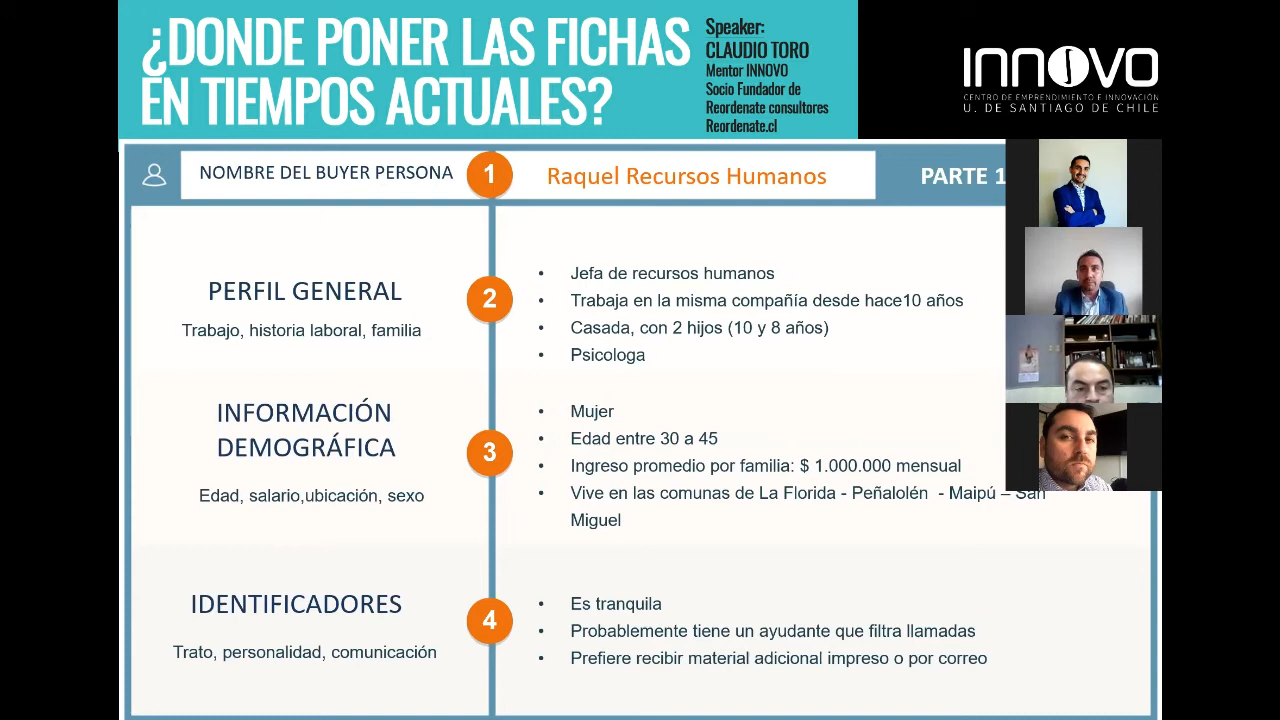 ¿DONDE PONER LAS FICHAS
EN TIEMPOS ACTUALES?
Speaker:
CLAUDIO TORO
Mentor INNOVO
Socio Fundador de
Reordenate consultores
Reordenate.cl
INNOVO
CENTRO DE EMPRENDIMIENTO E INNOVACIÓN
U. DE SANTIAGO DE CHILE
NOMBRE DEL BUYER PERSONA
1
Raquel Recursos Humanos
PARTE 1
PERFIL GENERAL
Trabajo, historia laboral, familia
2
• Jefa de recursos humanos
• Trabaja en la misma compañía desde hace10 años
• Casada, con 2 hijos (10 y 8 años)
• Psicologa
INFORMACIÓN
DEMOGRÁFICA
Edad, salario,ubicación, sexo
3
• Mujer
• Edad entre 30 a 45
• Ingreso promedio por familia: $ 1.000.000 mensual
• Vive en las comunas de La Florida - Peñalolén - Maipú – San
Miguel
IDENTIFICADORES
Trato, personalidad, comunicación
4
• Es tranquila
• Probablemente tiene un ayudante que filtra llamadas
• Prefiere recibir material adicional impreso o por correo